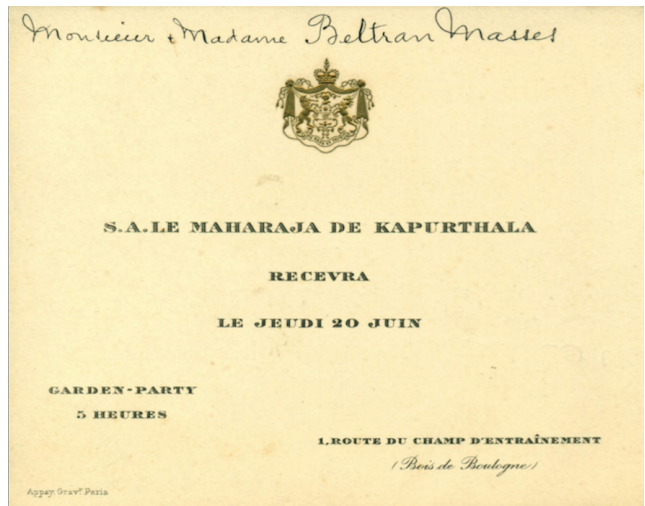 Monsieur & Madame Beltran Masses
S.A.LE MAHARAJA DE KAPURTHALA
RECEVRA
LE JEUDI 20 JUIN
GARDEN-PARTY
5 HEURES
1, ROUTE DU CHAMP D'ENTRAÎNEMENT
(Bois de Boulogne)
Appay. Gravr. Paris